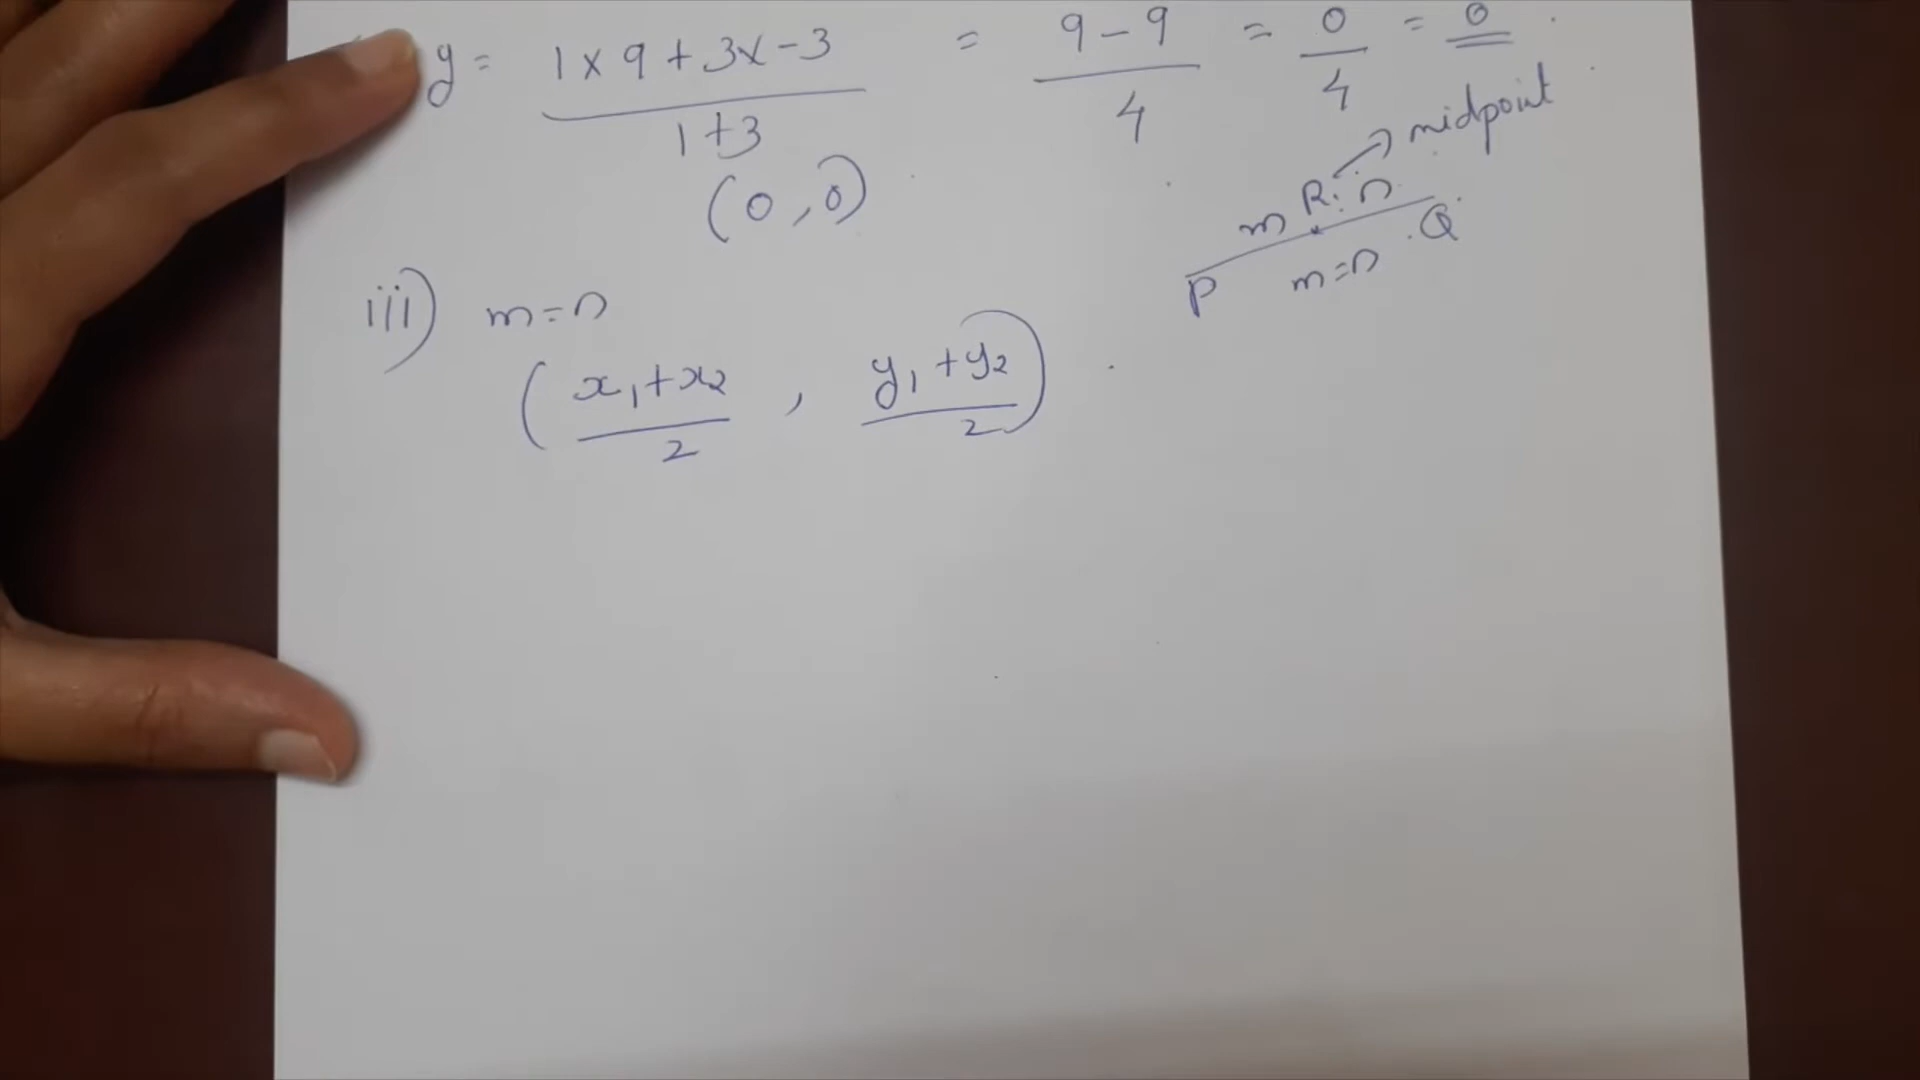 y = 1 x 9 + 3x - 3 / 1 + 3 = 9 - 9 / 4 = 0 / 4 = 0
midpoint
(0, 0)
m R: n
P m=n Q
iii) m=n
( x₁+x₂ / 2 , y₁+y₂ / 2 )